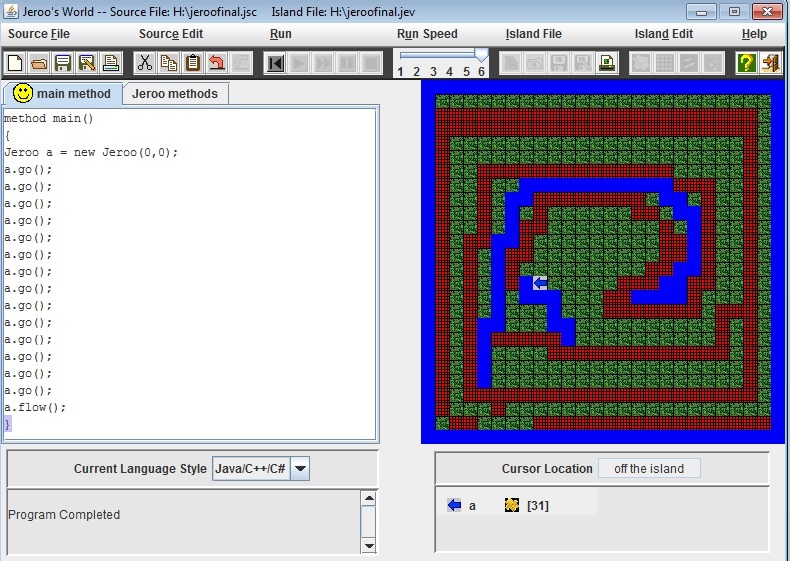 Jeroo's World -- Source File: H:\jeroofinal.jsc    Island File: H:\jeroofinal.jev
Source File Source Edit Run Run Speed Island File Island Edit Help
1 2 3 4 5 6
main method Jeroo methods
method main()
{
Jeroo a = new Jeroo(0,0);
a.go();
a.go();
a.go();
a.go();
a.go();
a.go();
a.go();
a.go();
a.go();
a.go();
a.go();
a.go();
a.go();
a.go();
a.flow();
}
Current Language Style Java/C++/C#
Cursor Location off the island
Program Completed
a [31]